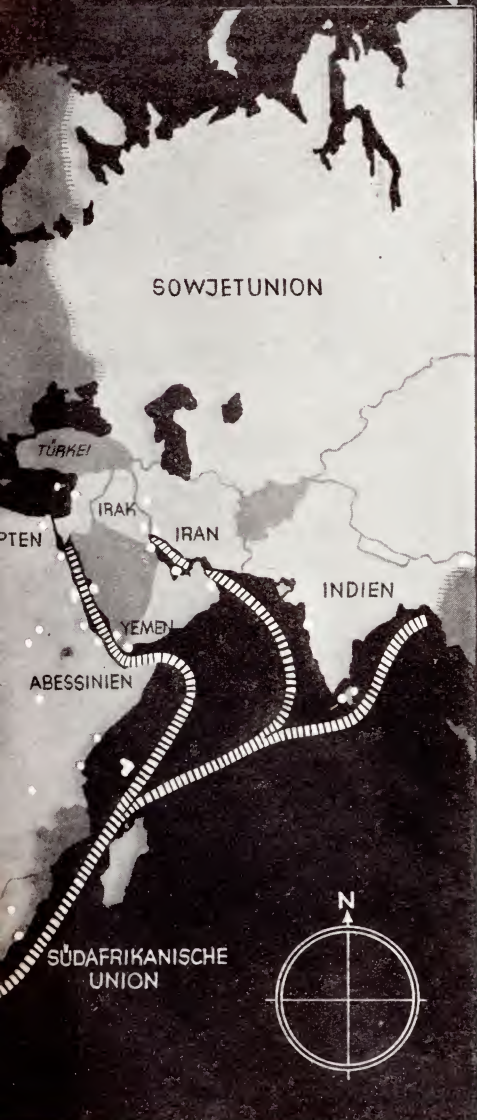 SOWJETUNION
TÜRKEI
IRAK
PTEN
IRAN
INDIEN
YEMEN
ABESSINIEN
N
SÜDAFRIKANISCHE
UNION